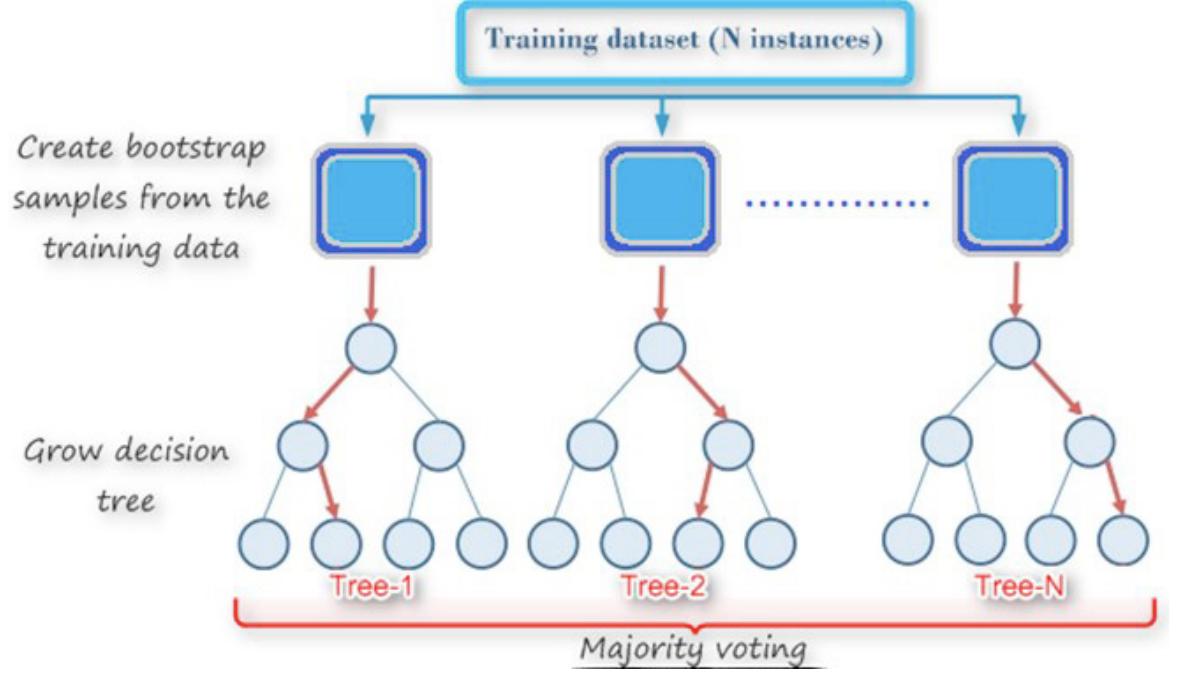 Training dataset (N instances)
Create bootstrap
samples from the
training data
Grow decision
tree
Tree-1
Tree-2
Tree-N
Majority voting